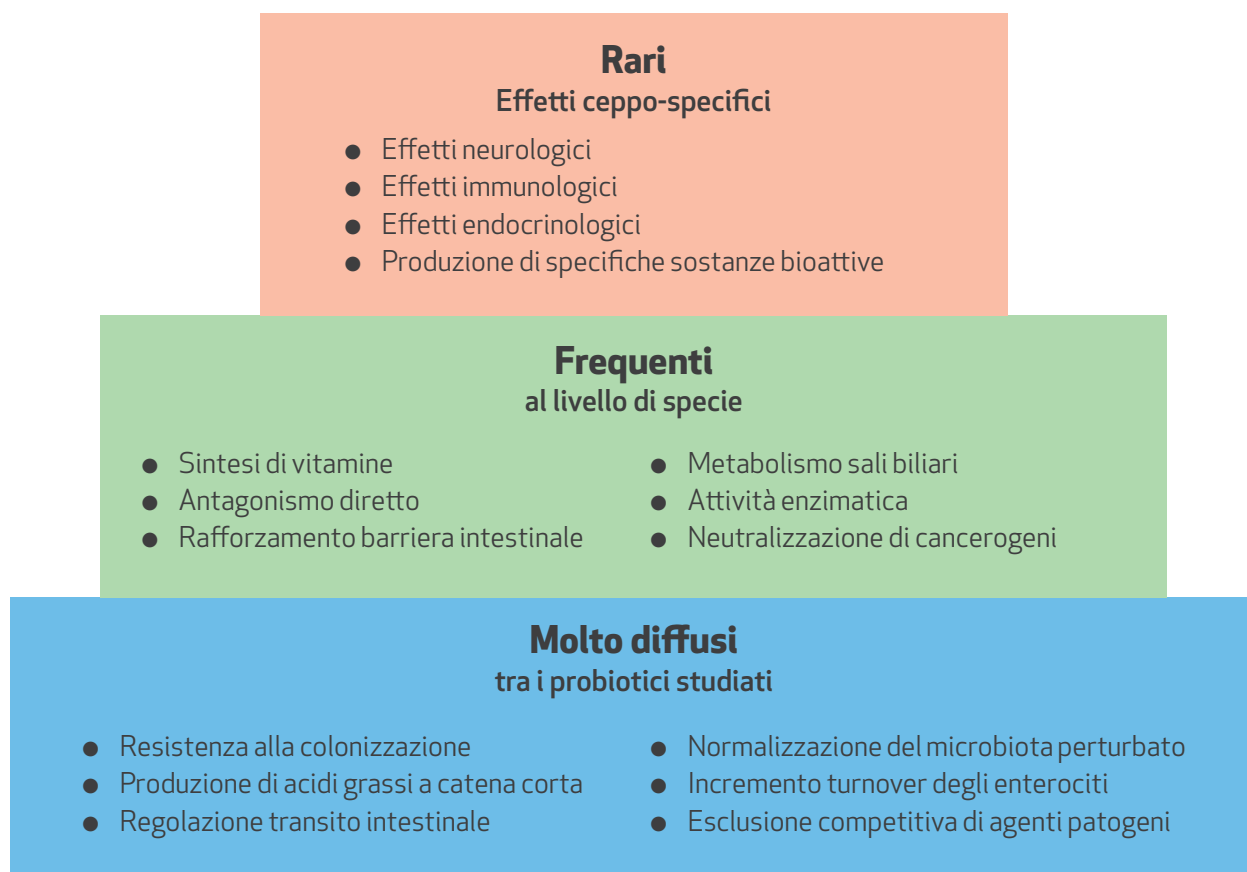 Rari
Effetti ceppo-specifici
● Effetti neurologici
● Effetti immunologici
● Effetti endocrinologici
● Produzione di specifiche sostanze bioattive
Frequenti
al livello di specie
● Sintesi di vitamine
● Antagonismo diretto
● Rafforzamento barriera intestinale
● Metabolismo sali biliari
● Attività enzimatica
● Neutralizzazione di cancerogeni
Molto diffusi
tra i probiotici studiati
● Resistenza alla colonizzazione
● Produzione di acidi grassi a catena corta
● Regolazione transito intestinale
● Normalizzazione del microbiota perturbato
● Incremento turnover degli enterociti
● Esclusione competitiva di agenti patogeni